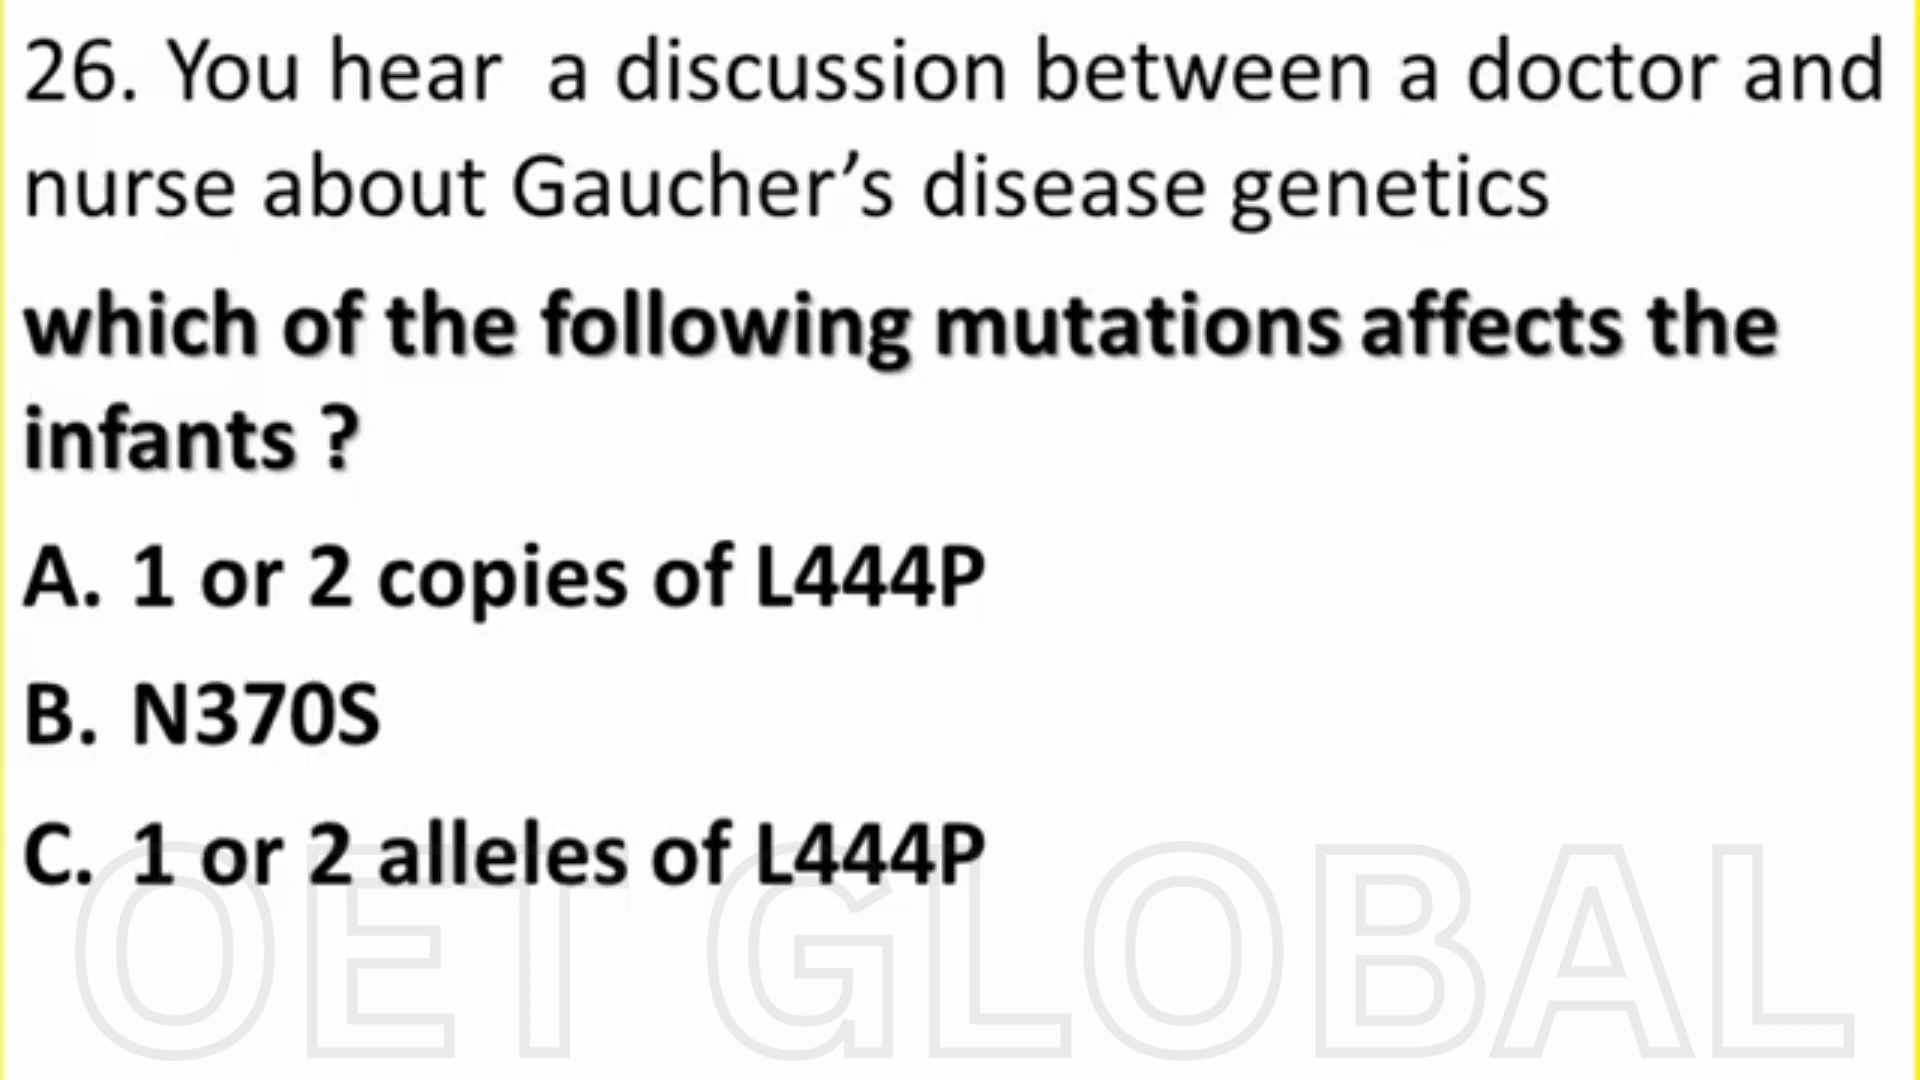 26. You hear a discussion between a doctor and
nurse about Gaucher’s disease genetics
which of the following mutations affects the
infants ?
A. 1 or 2 copies of L444P
B. N370S
C. 1 or 2 alleles of L444P
OET GLOBAL